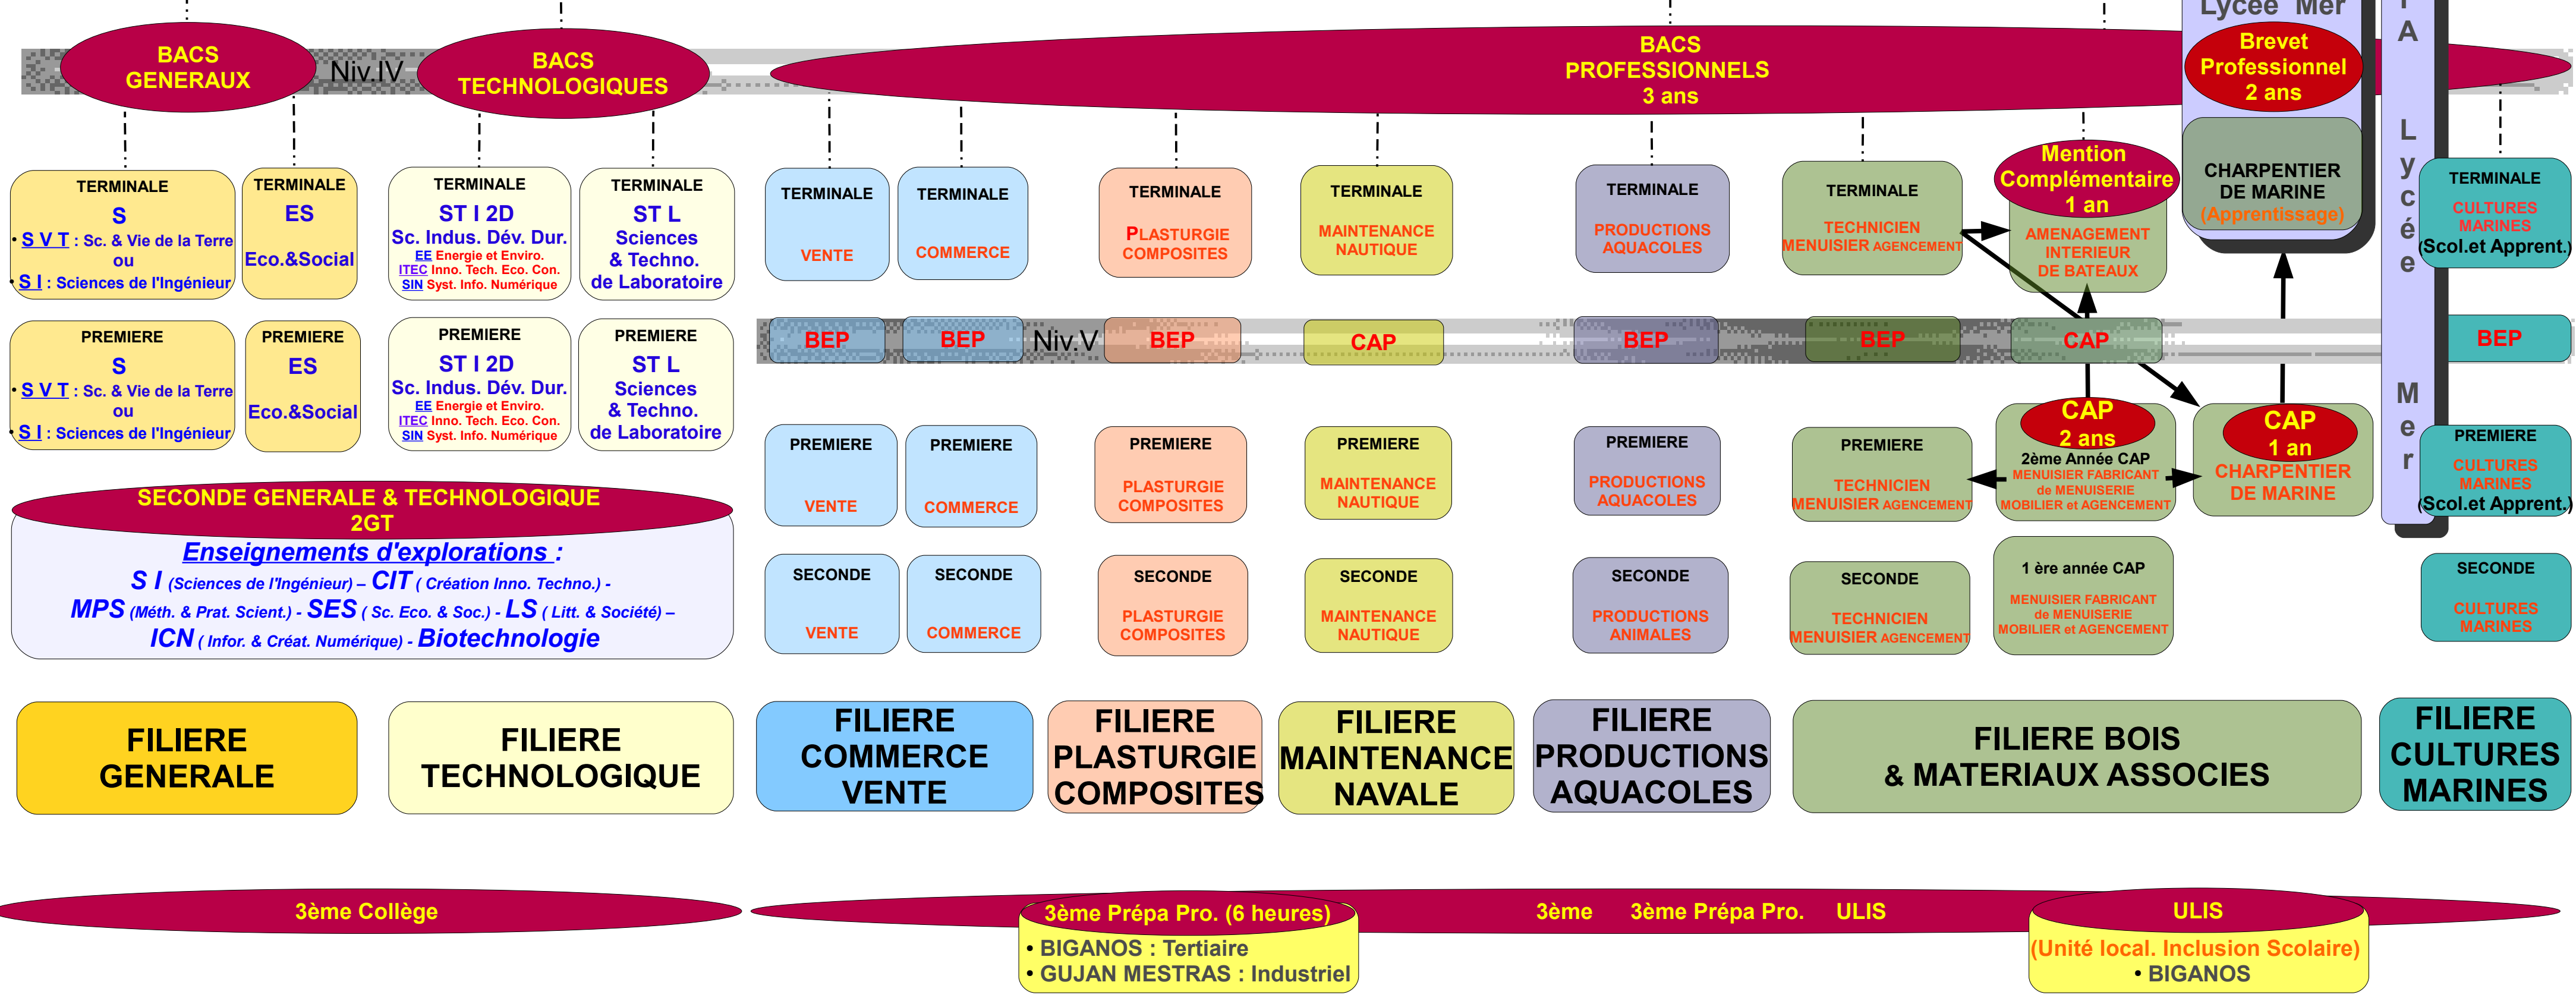 Lycée Mer
BACS
GENERAUX
Niv.IV
BACS
TECHNOLOGIQUES
BACS
PROFESSIONNELS
3 ans
Brevet
Professionnel
2 ans
CHARPENTIER
DE MARINE
(Apprentissage)
A
Lycée
Mer
TERMINALE
S
• S V T : Sc. & Vie de la Terre
ou
• S I : Sciences de l'Ingénieur
TERMINALE
ES
Eco.&Social
TERMINALE
ST I 2D
Sc. Indus. Dév. Dur.
EE Energie et Enviro.
ITEC Inno. Tech. Eco. Con.
SIN Syst. Info. Numérique
TERMINALE
ST L
Sciences
& Techno.
de Laboratoire
TERMINALE
VENTE
TERMINALE
COMMERCE
TERMINALE
PLASTURGIE
COMPOSITES
TERMINALE
MAINTENANCE
NAUTIQUE
TERMINALE
PRODUCTIONS
AQUACOLES
TERMINALE
TECHNICIEN
MENUISIER AGENCEMENT
Mention
Complémentaire
1 an
AMENAGEMENT
INTERIEUR
DE BATEAUX
TERMINALE
CULTURES
MARINES
(Scol.et Apprent.)
PREMIERE
S
• S V T : Sc. & Vie de la Terre
ou
• S I : Sciences de l'Ingénieur
PREMIERE
ES
Eco.&Social
PREMIERE
ST I 2D
Sc. Indus. Dév. Dur.
EE Energie et Enviro.
ITEC Inno. Tech. Eco. Con.
SIN Syst. Info. Numérique
PREMIERE
ST L
Sciences
& Techno.
de Laboratoire
BEP
BEP
Niv.V
BEP
CAP
BEP
BEP
CAP
BEP
PREMIERE
VENTE
PREMIERE
COMMERCE
PREMIERE
PLASTURGIE
COMPOSITES
PREMIERE
MAINTENANCE
NAUTIQUE
PREMIERE
PRODUCTIONS
AQUACOLES
PREMIERE
TECHNICIEN
MENUISIER AGENCEMENT
CAP
2 ans
2ème Année CAP
MENUISIER FABRICANT
de MENUISERIE
MOBILIER et AGENCEMENT
CAP
1 an
CHARPENTIER
DE MARINE
PREMIERE
CULTURES
MARINES
(Scol.et Apprent.)
SECONDE GENERALE & TECHNOLOGIQUE
2GT
Enseignements d'explorations :
S I (Sciences de l'Ingénieur) – CIT ( Création Inno. Techno.) -
MPS (Méth. & Prat. Scient.) - SES ( Sc. Eco. & Soc.) - LS ( Litt. & Société) –
ICN ( Infor. & Créat. Numérique) - Biotechnologie
SECONDE
VENTE
SECONDE
COMMERCE
SECONDE
PLASTURGIE
COMPOSITES
SECONDE
MAINTENANCE
NAUTIQUE
SECONDE
PRODUCTIONS
ANIMALES
SECONDE
TECHNICIEN
MENUISIER AGENCEMENT
1 ère année CAP
MENUISIER FABRICANT
de MENUISERIE
MOBILIER et AGENCEMENT
SECONDE
CULTURES
MARINES
FILIERE
GENERALE
FILIERE
TECHNOLOGIQUE
FILIERE
COMMERCE
VENTE
FILIERE
PLASTURGIE
COMPOSITES
FILIERE
MAINTENANCE
NAVALE
FILIERE
PRODUCTIONS
AQUACOLES
FILIERE BOIS
& MATERIAUX ASSOCIES
FILIERE
CULTURES
MARINES
3ème Collège
3ème Prépa Pro. (6 heures)
• BIGANOS : Tertiaire
• GUJAN MESTRAS : Industriel
3ème 3ème Prépa Pro. ULIS
ULIS
(Unité local. Inclusion Scolaire)
• BIGANOS